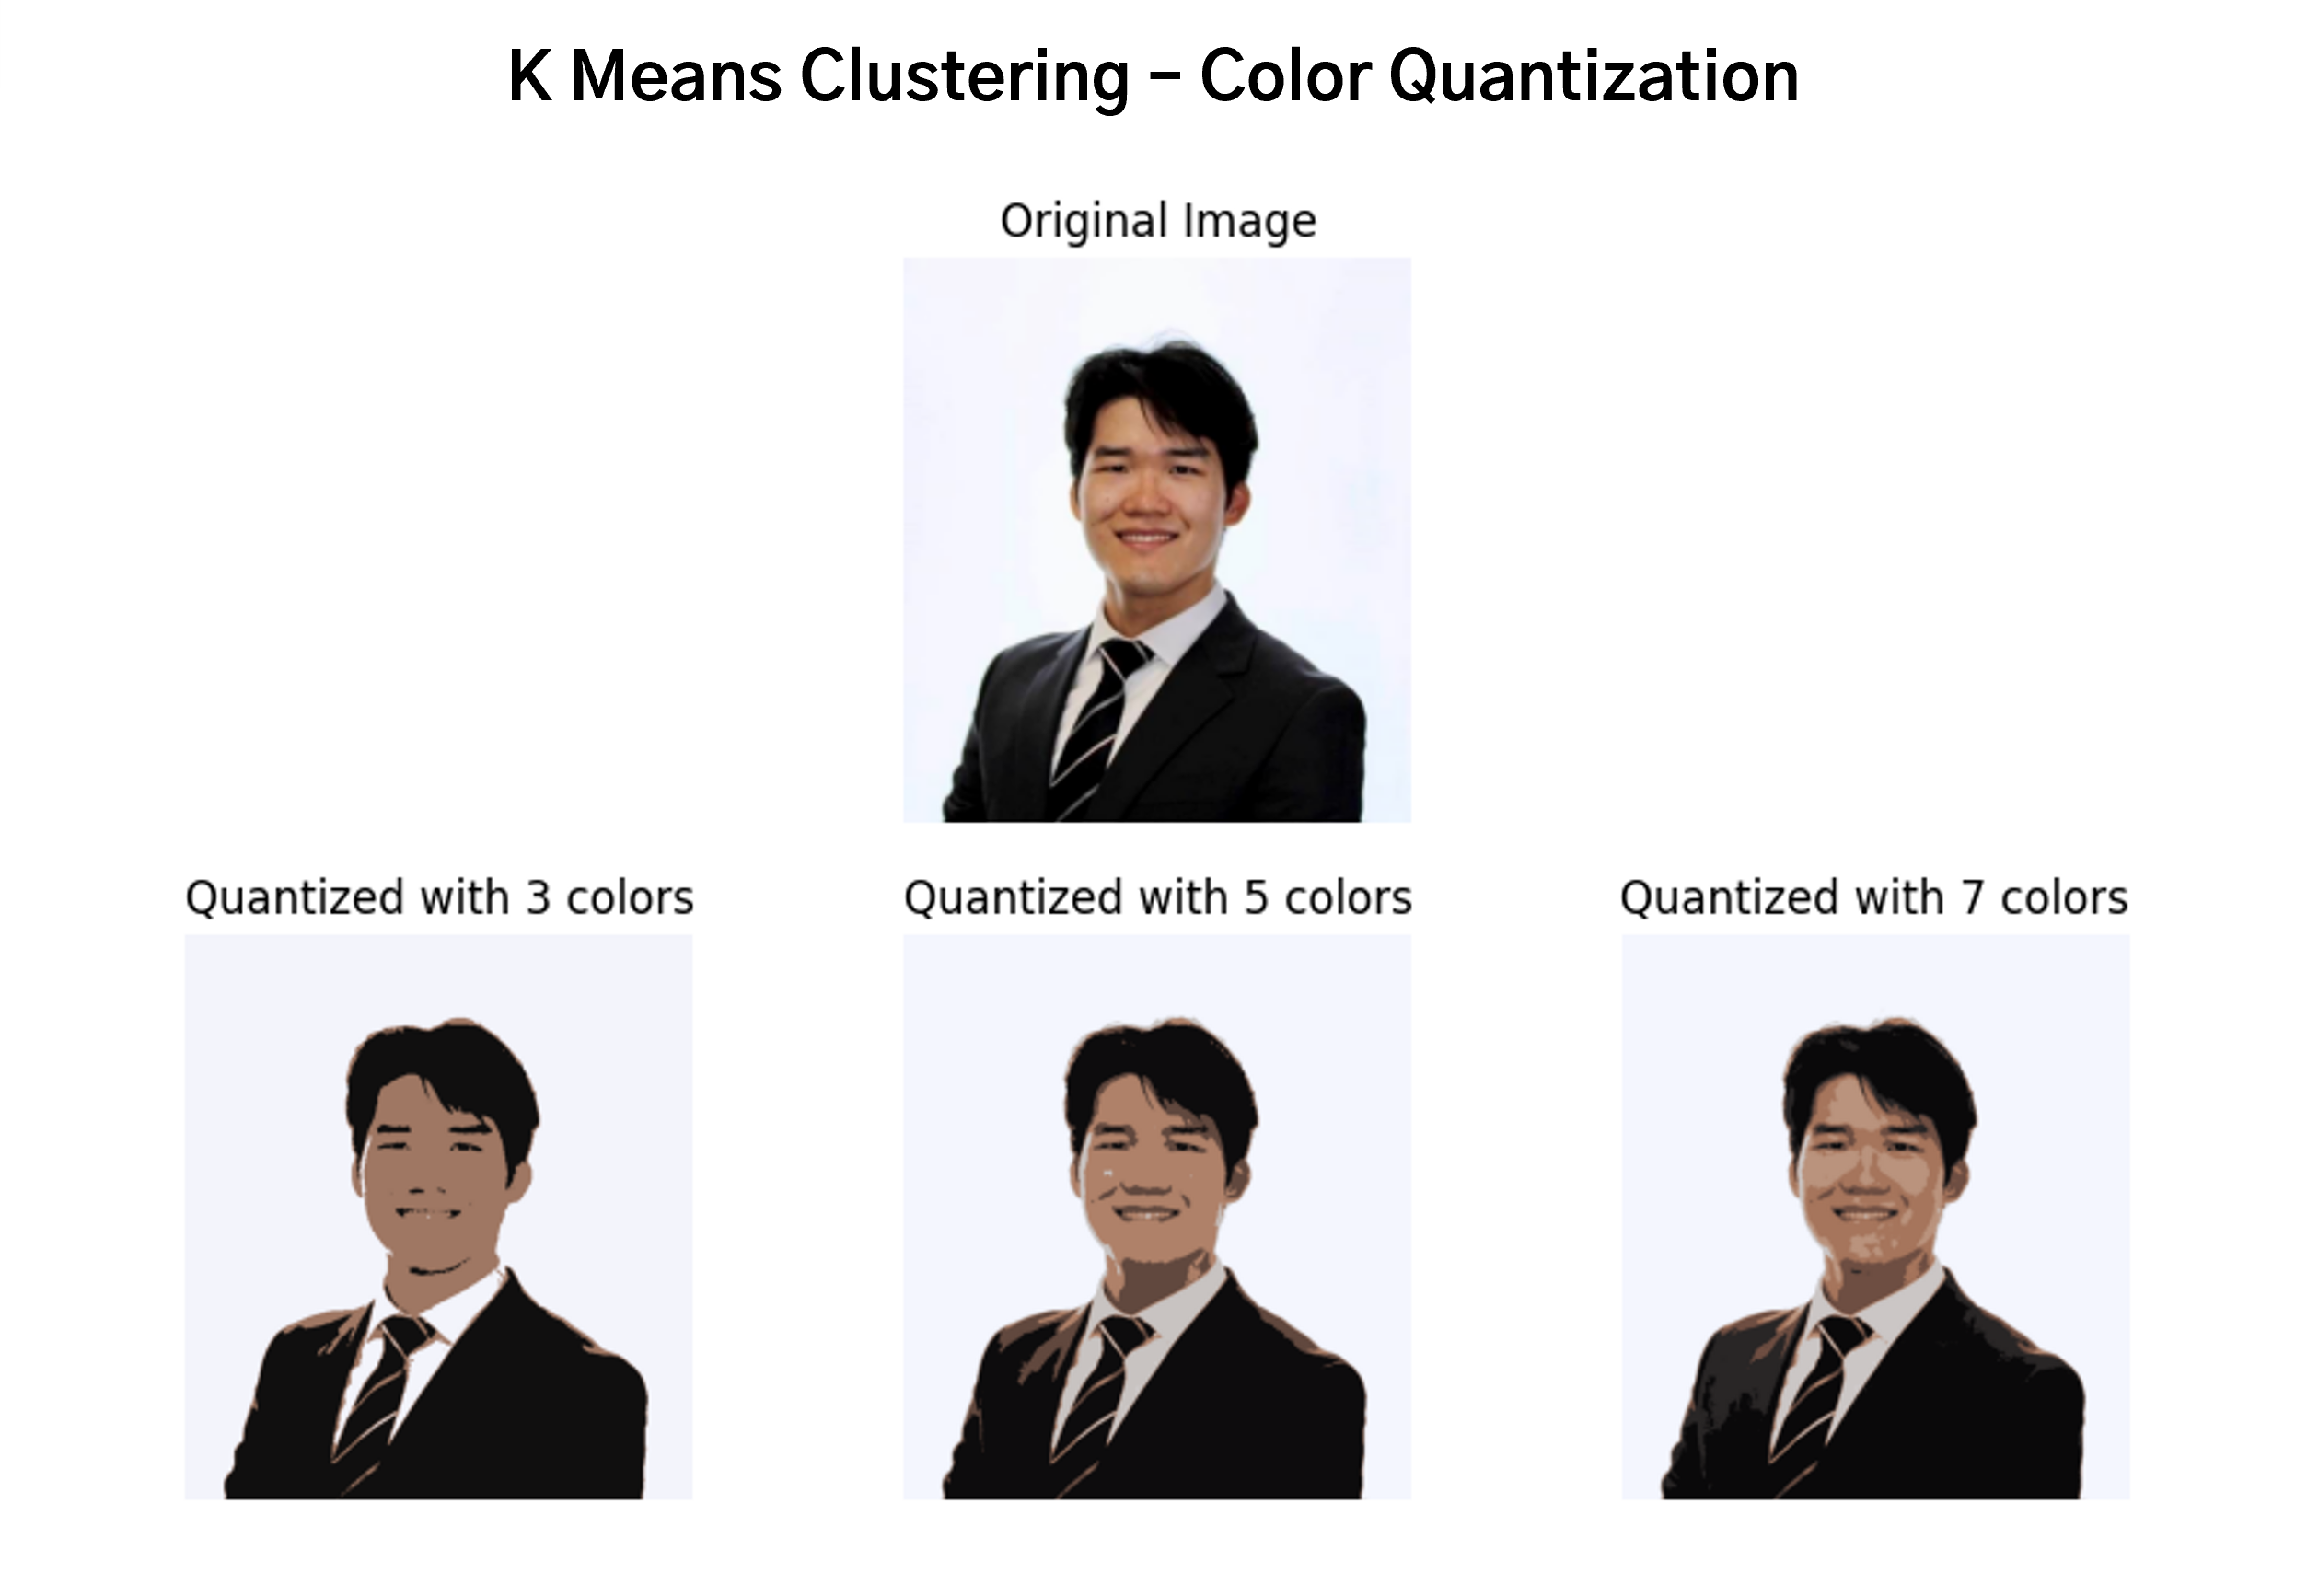 K Means Clustering – Color Quantization
Original Image
Quantized with 3 colors
Quantized with 5 colors
Quantized with 7 colors